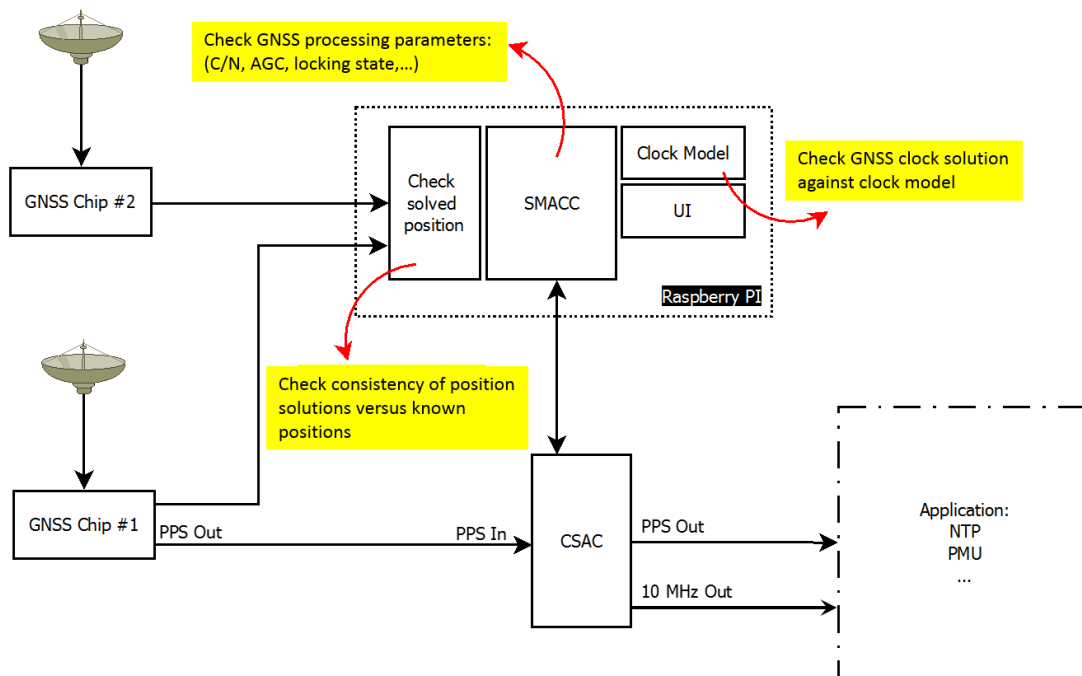 Check GNSS processing parameters:
(C/N, AGC, locking state,...)
GNSS Chip #2
Check
solved
position
SMACC
Clock Model
UI
Check GNSS clock solution
against clock model
Raspberry PI
Check consistency of position
solutions versus known
positions
GNSS Chip #1
PPS Out
PPS In
CSAC
PPS Out
10 MHz Out
Application:
NTP
PMU
...